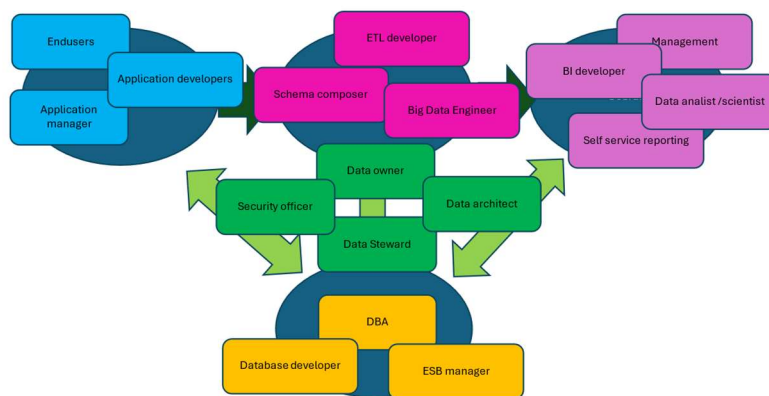 Endusers
Application developers
Application
manager
ETL developer
Schema composer
Big Data Engineer
Management
BI developer
Data analist /scientist
Self service reporting
Data owner
Security officer
Data architect
Data Steward
DBA
Database developer
ESB manager